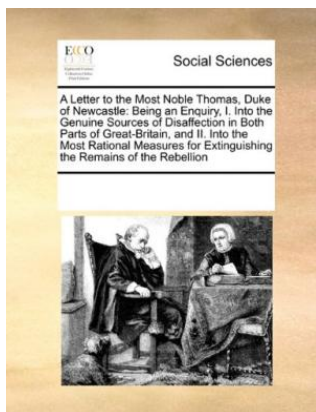 ECCO
Social Sciences
A Letter to the Most Noble Thomas, Duke
of Newcastle: Being an Enquiry, I. Into the
Genuine Sources of Disaffection in Both
Parts of Great-Britain, and II. Into the
Most Rational Measures for Extinguishing
the Remains of the Rebellion